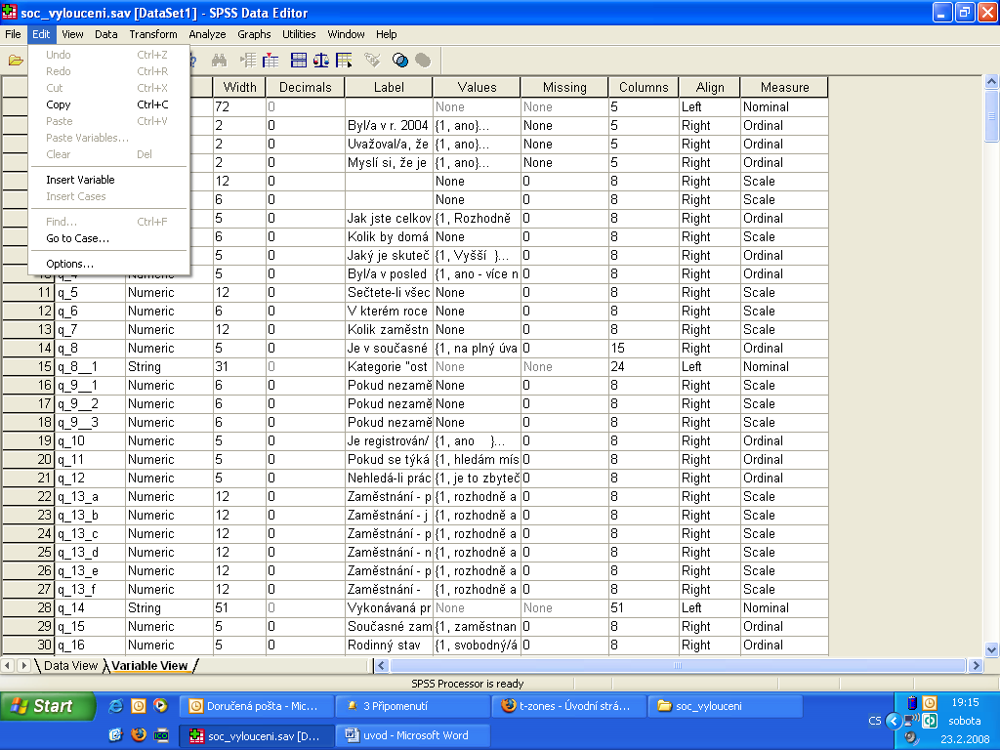 soc_vylouceni.sav [DataSet1] - SPSS Data Editor
File Edit View Data Transform Analyze Graphs Utilities Window Help
Undo Ctrl+Z
Redo Ctrl+R
Cut Ctrl+X
Copy Ctrl+C
Paste Ctrl+V
Paste Variables...
Clear Del
Insert Variable
Insert Cases
Find... Ctrl+F
Go to Case...
Options...
Width Decimals Label Values Missing Columns Align Measure
72 0 None None 5 Left Nominal
2 Byl/a v r. 2004 {1, ano}... None 5 Right Ordinal
2 Uvažoval/a, že {1, ano}... None 5 Right Ordinal
2 Myslí si, že je {1, ano}... None 5 Right Ordinal
12 None 0 8 Right Scale
6 None 0 8 Right Scale
5 Jak jste celkov {1, Rozhodně 0 8 Right Ordinal
6 Kolik by domá None 0 8 Right Scale
5 Jaký je skuteč {1, Vyšší }... 0 8 Right Ordinal
5 0 Byl/a v posled {1, ano - více n 0 8 Right Ordinal
11 q_5 Numeric 12 0 Sečtete-li všec None 0 8 Right Scale
12 q_6 Numeric 6 0 V kterém roce None 0 8 Right Scale
13 q_7 Numeric 12 0 Kolik zaměstn None 0 8 Right Scale
14 q_8 Numeric 5 0 Je v současné {1, na plný úva 0 15 Right Ordinal
15 q_8__1 String 31 0 Kategorie "ost None None 24 Left Nominal
16 q_9__1 Numeric 6 0 Pokud nezamě None 0 8 Right Scale
17 q_9__2 Numeric 6 0 Pokud nezamě None 0 8 Right Scale
18 q_9__3 Numeric 6 0 Pokud nezamě None 0 8 Right Scale
19 q_10 Numeric 5 0 Je registrován/ {1, ano }... 0 8 Right Ordinal
20 q_11 Numeric 5 0 Pokud se týká {1, hledám mís 0 8 Right Ordinal
21 q_12 Numeric 5 0 Nehledá-li prác {1, je to zbyteč 0 8 Right Ordinal
22 q_13_a Numeric 12 0 Zaměstnání - p {1, rozhodně a 0 8 Right Scale
23 q_13_b Numeric 12 0 Zaměstnání - j {1, rozhodně a 0 8 Right Scale
24 q_13_c Numeric 12 0 Zaměstnání - p {1, rozhodně a 0 8 Right Scale
25 q_13_d Numeric 12 0 Zaměstnání - n {1, rozhodně a 0 8 Right Scale
26 q_13_e Numeric 12 0 Zaměstnání - p {1, rozhodně a 0 8 Right Scale
27 q_13_f Numeric 12 0 Zaměstnání - {1, rozhodně a 0 8 Right Scale
28 q_14 String 51 0 Vykonávaná pr None None 51 Left Nominal
29 q_15 Numeric 5 0 Současné zam {1, zaměstnan 0 8 Right Ordinal
30 q_16 Numeric 5 0 Rodinný stav {1, svobodný/á 0 8 Right Ordinal
Data View Variable View
SPSS Processor is ready
Start Doručená pošta - Mic... 3 Připomenutí t-zones - Úvodní strá... soc_vylouceni 19:15
CS sobota
soc_vylouceni.sav [D... uvod - Microsoft Word 23.2.2008